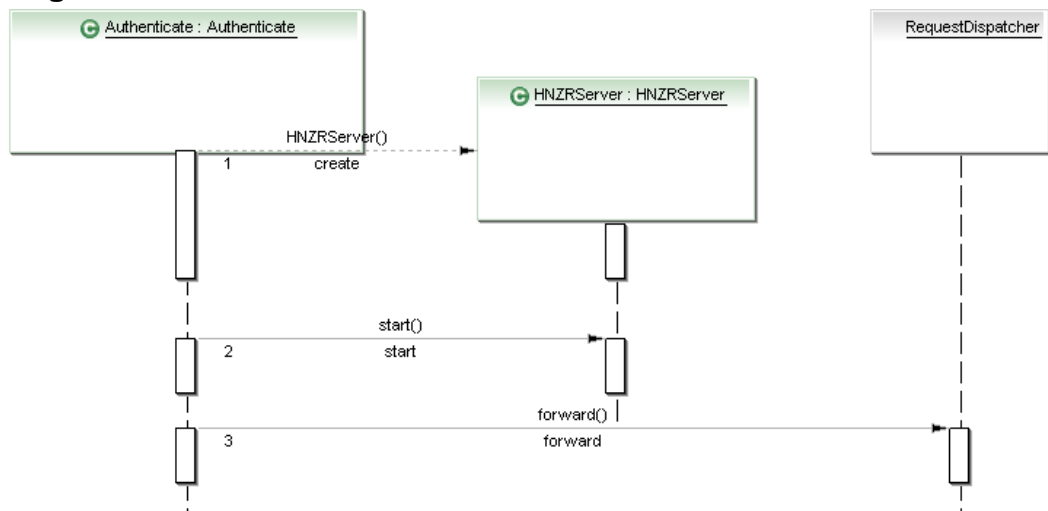 C Authenticate : Authenticate
RequestDispatcher
C HNZRServer : HNZRServer
HNZRServer()
1 create
start()
2 start
forward()
3 forward